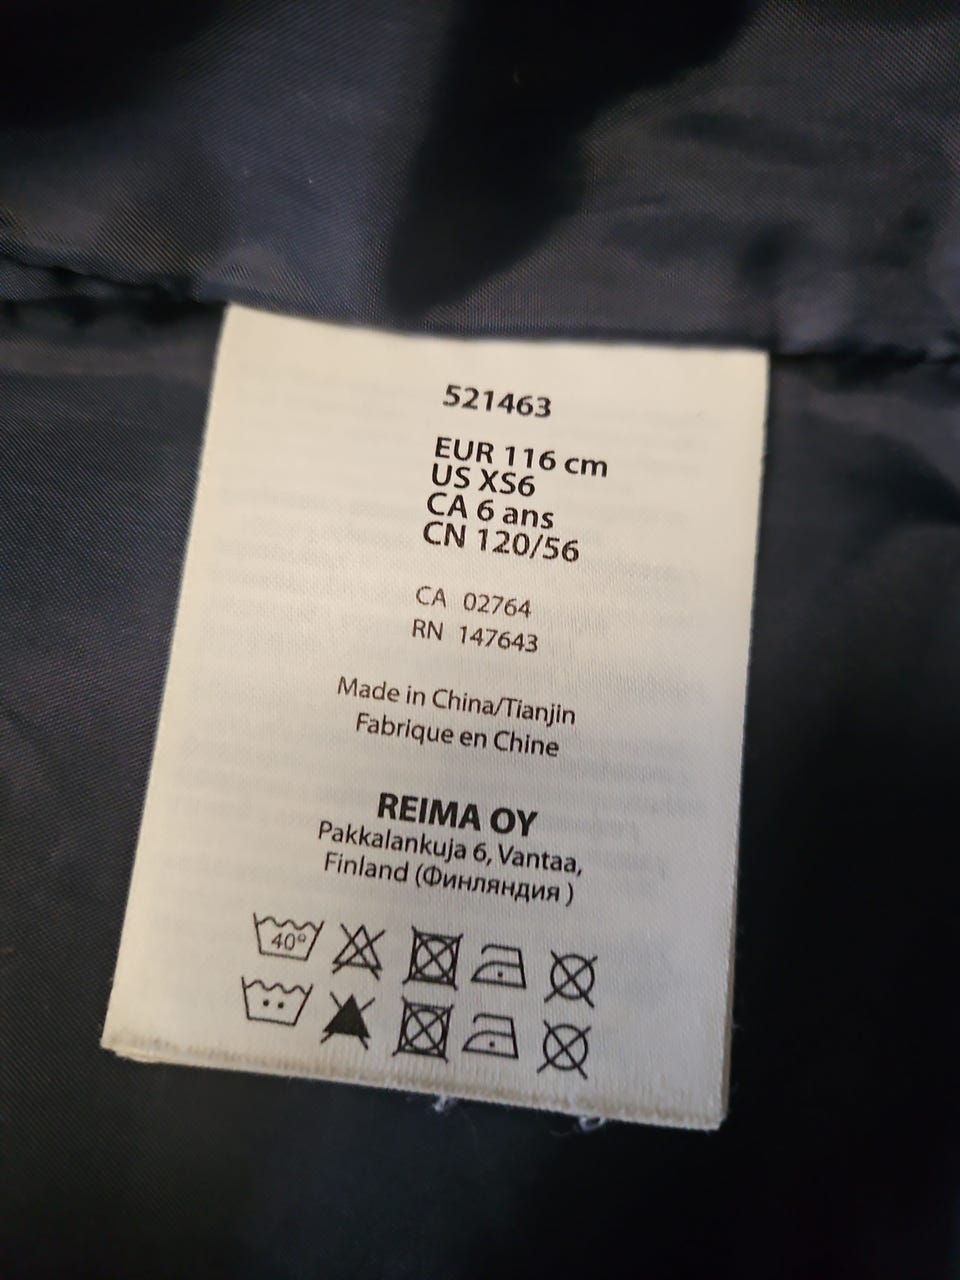 521463
EUR 116 cm
US XS6
CA 6 ans
CN 120/56
CA 02764
RN 147643
Made in China/Tianjin
Fabrique en Chine
REIMA OY
Pakkalankuja 6, Vantaa,
Finland (Финляндия )
40°